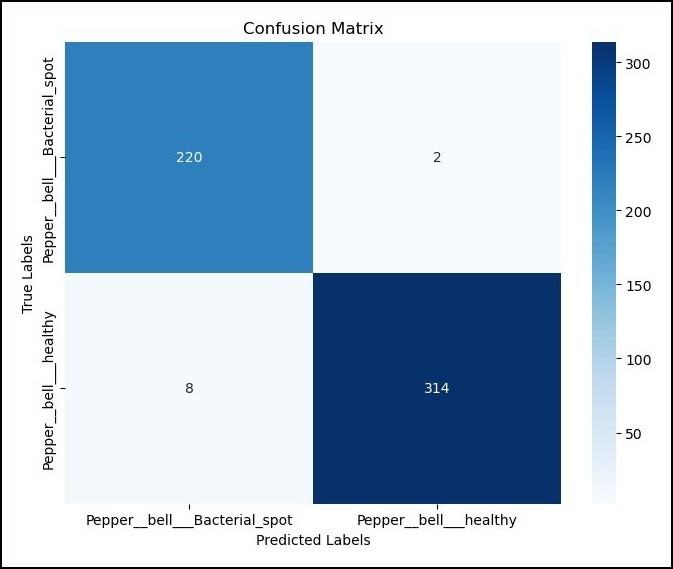 Confusion Matrix
True Labels
Pepper__bell___Bacterial_spot
220
2
Pepper__bell___healthy
8
314
Pepper__bell___Bacterial_spot
Pepper__bell___healthy
Predicted Labels
300
250
200
150
100
50